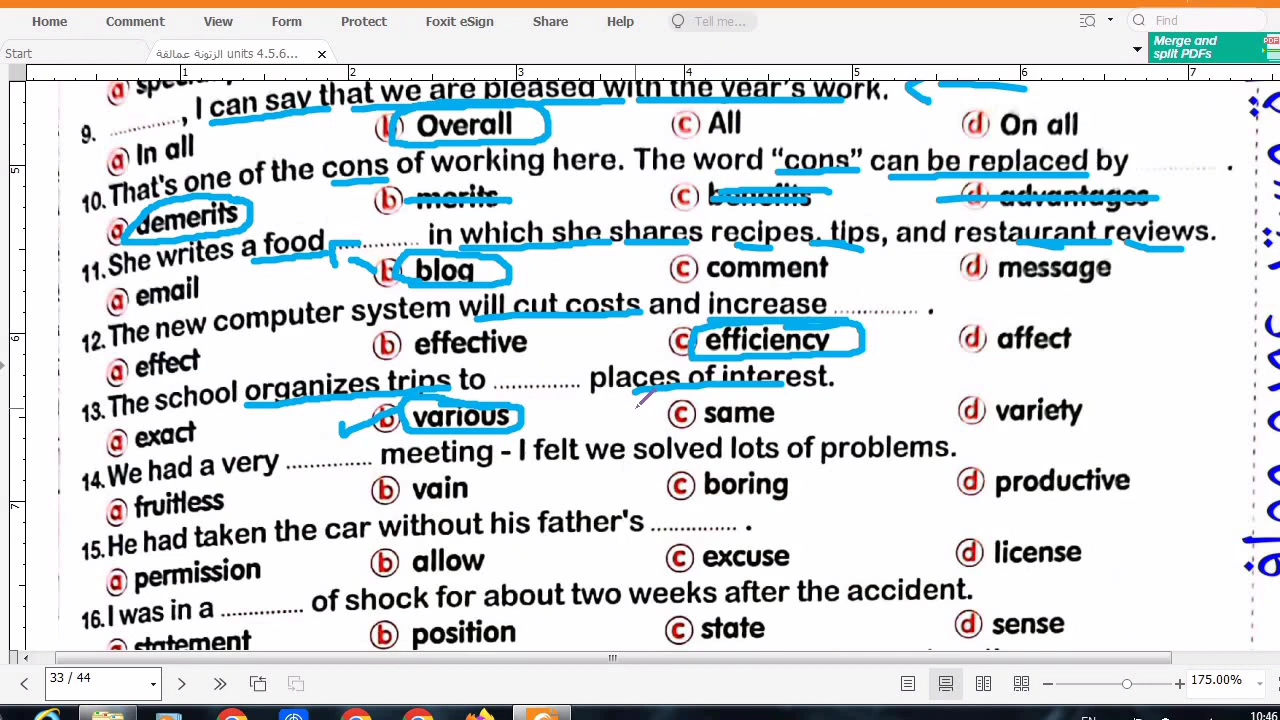 Home Comment View Form Protect Foxit eSign Share Help Tell me... Find
Start الزتونة عمالقة units 4.5.6... Merge and split PDFs
1 2 3 4 5 6 7
9. .........., I can say that we are pleased with the year's work.
a In all b Overall c All d On all
10. That's one of the cons of working here. The word “cons” can be replaced by .......... .
a demerits b merits c benefits d advantages
11. She writes a food .......... in which she shares recipes, tips, and restaurant reviews.
a email b blog c comment d message
12. The new computer system will cut costs and increase .............. .
a effect b effective c efficiency d affect
13. The school organizes trips to .............. places of interest.
a exact b various c same d variety
14. We had a very .............. meeting - I felt we solved lots of problems.
a fruitless b vain c boring d productive
15. He had taken the car without his father's .............. .
a permission b allow c excuse d license
16. I was in a .............. of shock for about two weeks after the accident.
a statement b position c state d sense
33 / 44 175.00%
EN 10:46